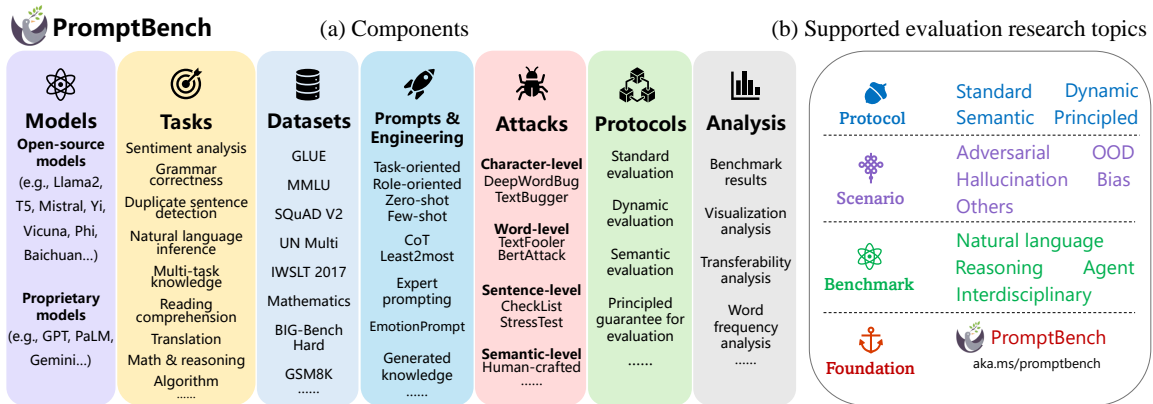 PromptBench
(a) Components
(b) Supported evaluation research topics
Models
Open-source
models
(e.g., Llama2,
T5, Mistral, Yi,
Vicuna, Phi,
Baichuan...)
Proprietary
models
(e.g., GPT, PaLM,
Gemini...)
Tasks
Sentiment analysis
Grammar
correctness
Duplicate sentence
detection
Natural language
inference
Multi-task
knowledge
Reading
comprehension
Translation
Math & reasoning
Algorithm
......
Datasets
GLUE
MMLU
SQuAD V2
UN Multi
IWSLT 2017
Mathematics
BIG-Bench
Hard
GSM8K
......
Prompts &
Engineering
Task-oriented
Role-oriented
Zero-shot
Few-shot
CoT
Least2most
Expert
prompting
EmotionPrompt
Generated
knowledge
......
Attacks
Character-level
DeepWordBug
TextBugger
Word-level
TextFooler
BertAttack
Sentence-level
CheckList
StressTest
Semantic-level
Human-crafted
......
Protocols
Standard
evaluation
Dynamic
evaluation
Semantic
evaluation
Principled
guarantee for
evaluation
......
Analysis
Benchmark
results
Visualization
analysis
Transferability
analysis
Word
frequency
analysis
......
Protocol
Standard Dynamic
Semantic Principled
Scenario
Adversarial OOD
Hallucination Bias
Others
Benchmark
Natural language
Reasoning Agent
Interdisciplinary
Foundation
PromptBench
aka.ms/promptbench